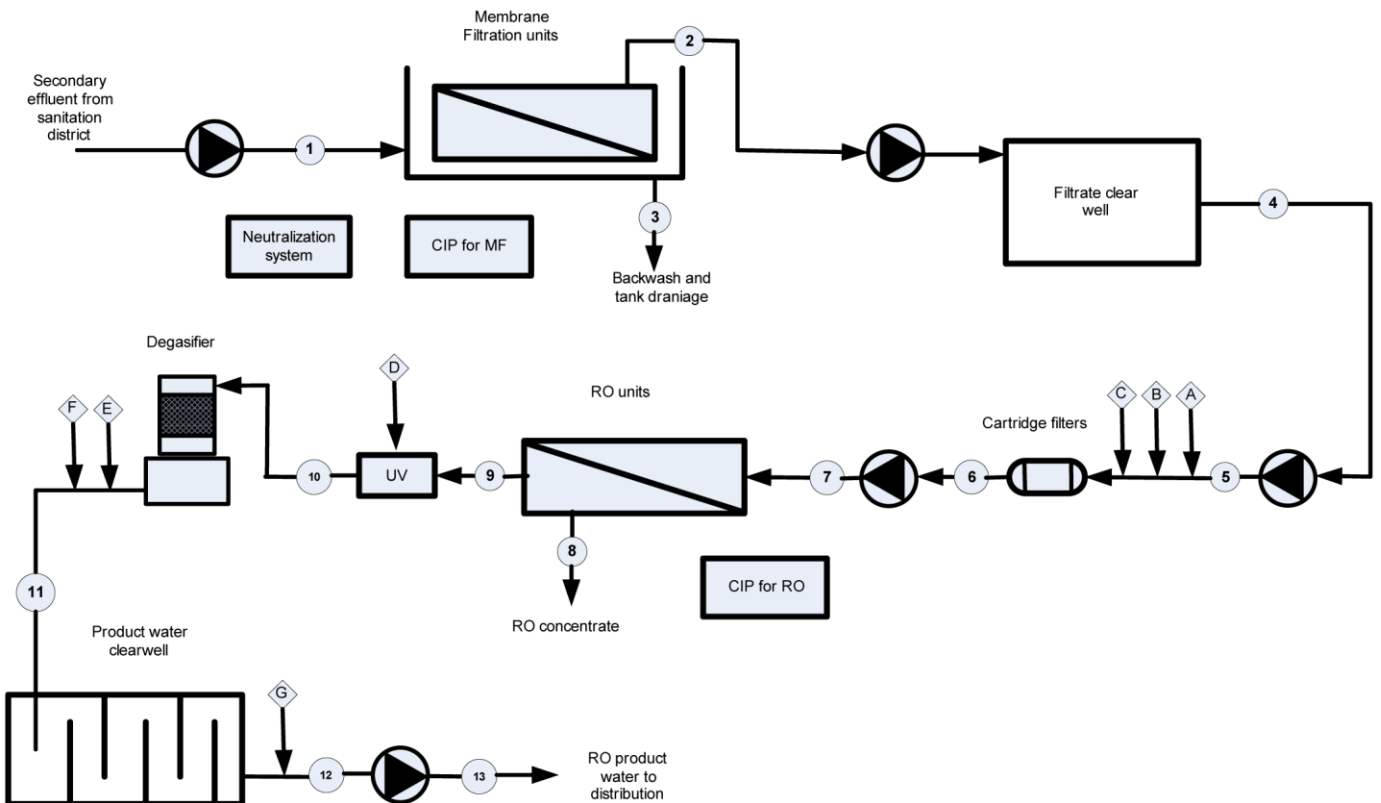 Membrane
Filtration units
2
Secondary
effluent from
sanitation
district
1
Filtrate clear
well
4
3
Neutralization
system
CIP for MF
Backwash and
tank draniage
Degasifier
D
RO units
C
B
A
Cartridge filters
F
E
10
UV
9
7
6
5
8
CIP for RO
11
RO concentrate
Product water
clearwell
G
12
13
RO product
water to
distribution